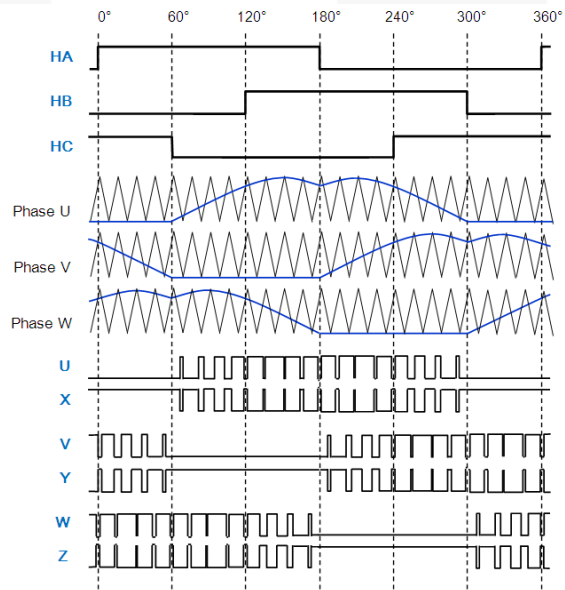 0° 60° 120° 180° 240° 300° 360°
HA
HB
HC
Phase U
Phase V
Phase W
U
X
V
Y
W
Z